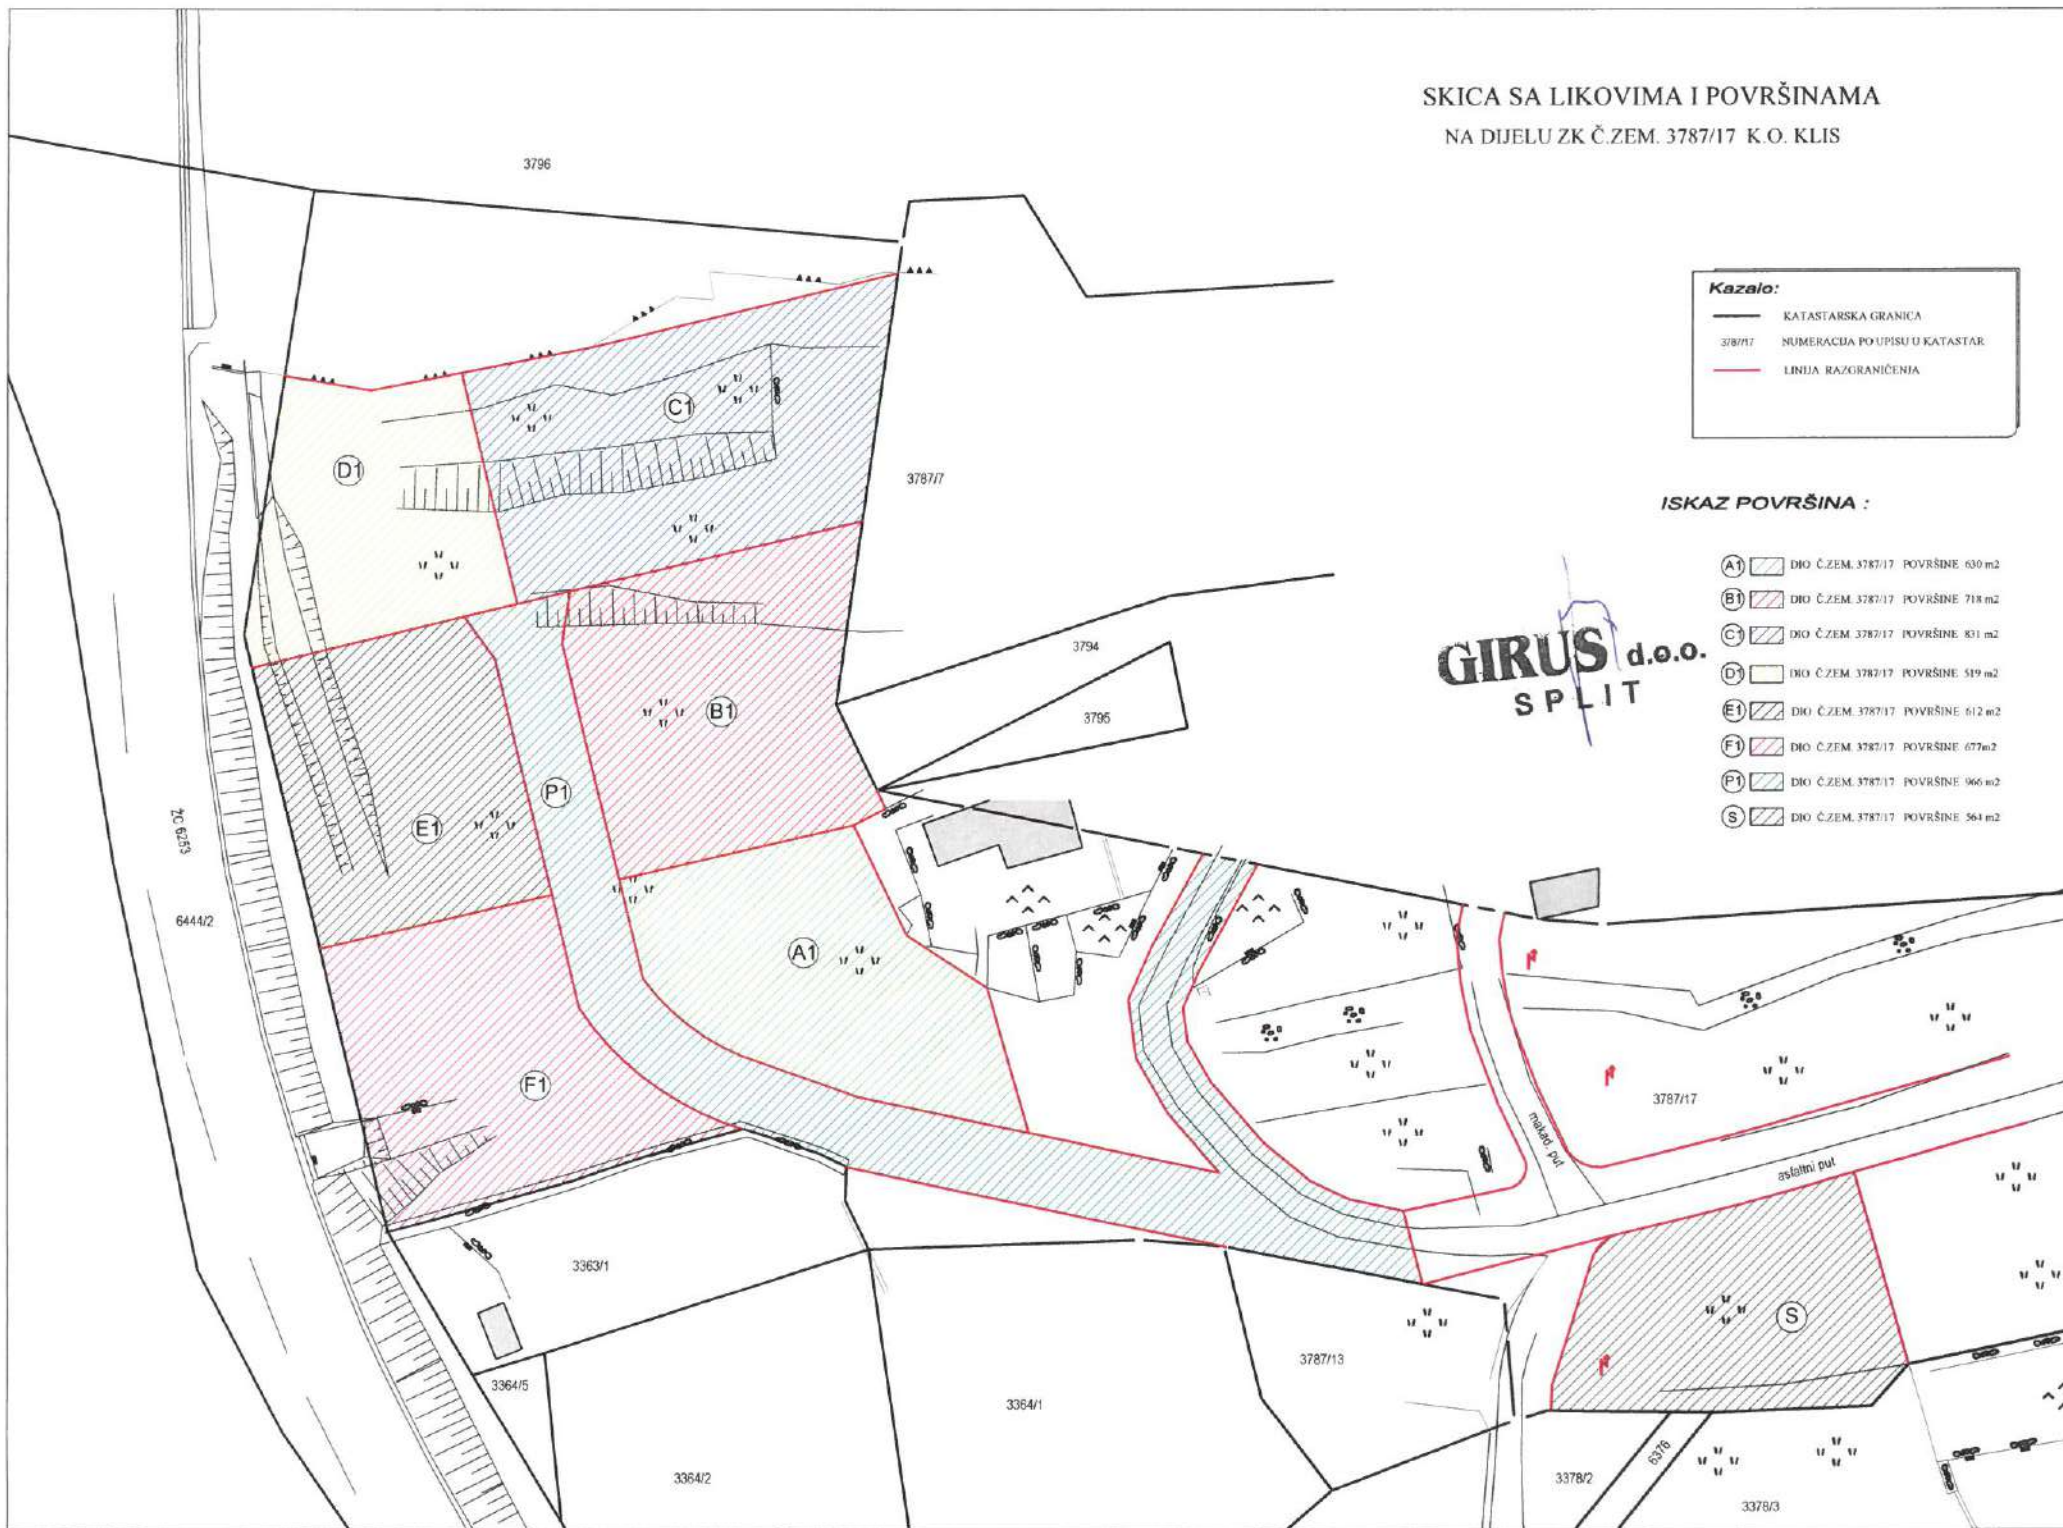 SKICA SA LIKOVIMA I POVRŠINAMA
NA DIJELU ZK Č.ZEM. 3787/17 K.O. KLIS
3796
Kazalo:
KATASTARSKA GRANICA
3787/17 NUMERACIJA PO UPISU U KATASTAR
LINIJA RAZGRANIČENJA
C1
D1
3787/7
ISKAZ POVRŠINA :
A1 DIO Č.ZEM. 3787/17 POVRŠINE 630 m2
B1 DIO Č.ZEM. 3787/17 POVRŠINE 718 m2
C1 DIO Č.ZEM. 3787/17 POVRŠINE 831 m2
D1 DIO Č.ZEM. 3787/17 POVRŠINE 519 m2
E1 DIO Č.ZEM. 3787/17 POVRŠINE 612 m2
F1 DIO Č.ZEM. 3787/17 POVRŠINE 677m2
P1 DIO Č.ZEM. 3787/17 POVRŠINE 966 m2
S DIO Č.ZEM. 3787/17 POVRŠINE 564 m2
GIRUS d.o.o.
SPLIT
3794
3795
B1
P1
E1
ŽC 6253
6444/2
A1
F1
3787/17
makad. put
asfaltni put
3363/1
S
3787/13
3364/5
3364/1
3364/2
3378/2
6376
3378/3